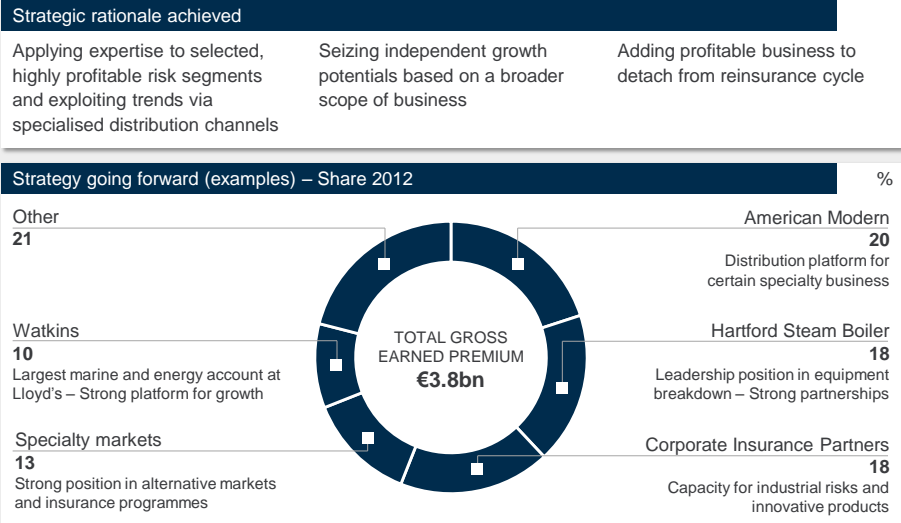 Strategic rationale achieved
Applying expertise to selected,
highly profitable risk segments
and exploiting trends via
specialised distribution channels
Seizing independent growth
potentials based on a broader
scope of business
Adding profitable business to
detach from reinsurance cycle
Strategy going forward (examples) – Share 2012
%
Other
21
Watkins
10
Largest marine and energy account at
Lloyd's – Strong platform for growth
Specialty markets
13
Strong position in alternative markets
and insurance programmes
TOTAL GROSS
EARNED PREMIUM
€3.8bn
American Modern
20
Distribution platform for
certain specialty business
Hartford Steam Boiler
18
Leadership position in equipment
breakdown – Strong partnerships
Corporate Insurance Partners
18
Capacity for industrial risks and
innovative products